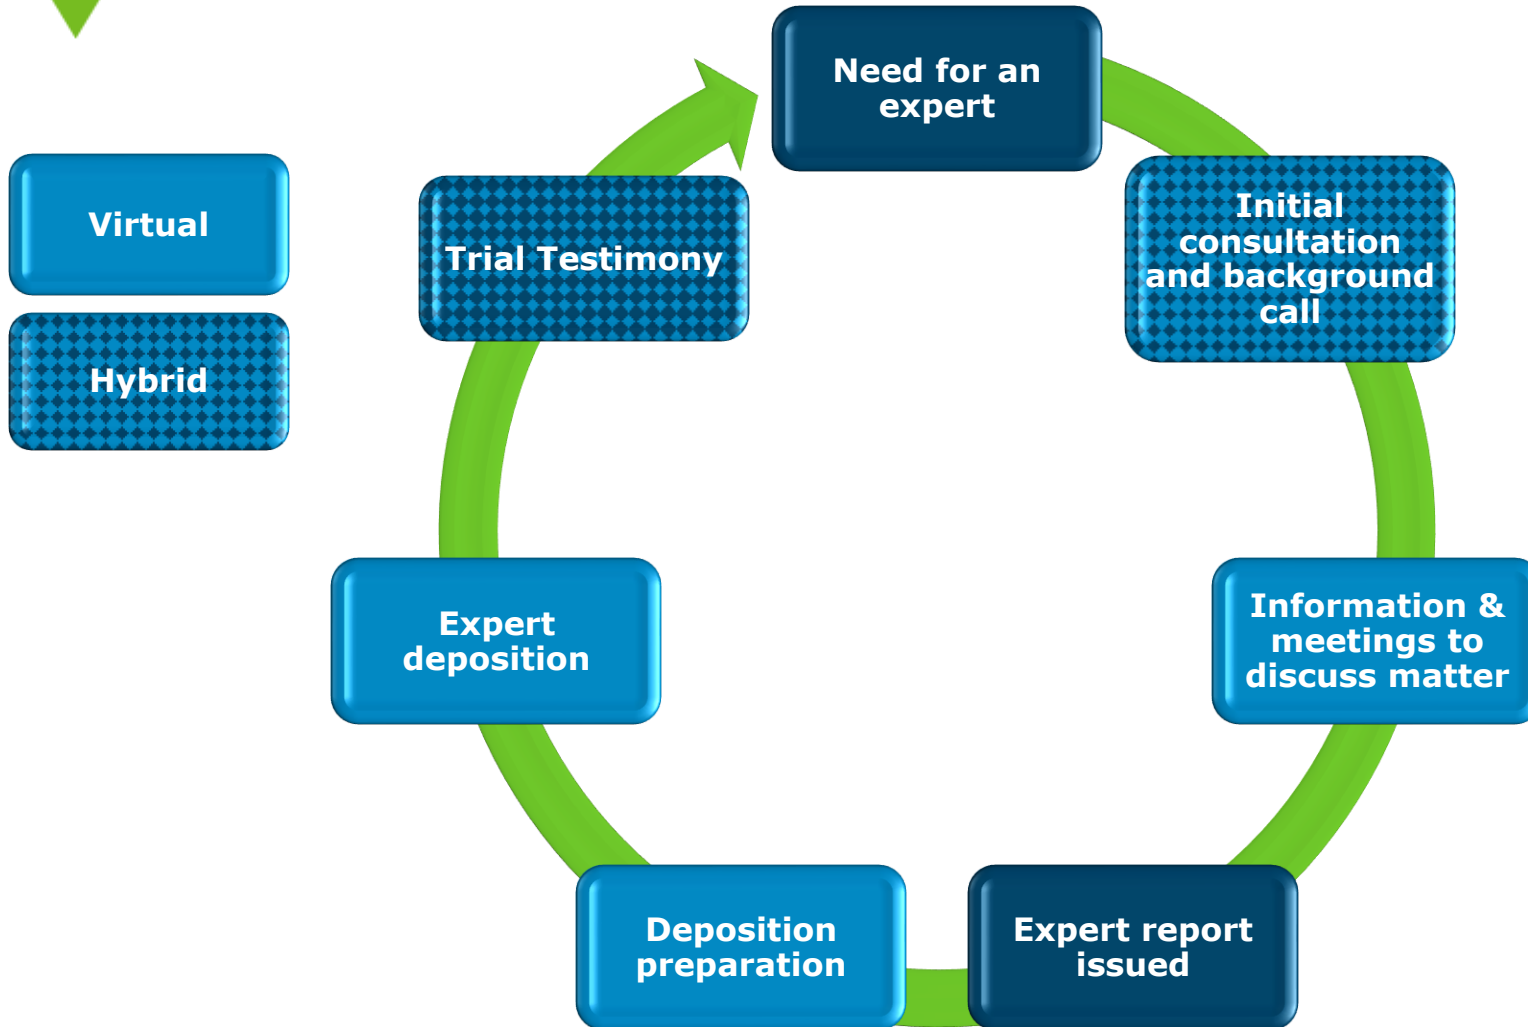 Need for an
expert
Virtual
Hybrid
Trial Testimony
Initial
consultation
and background
call
Expert
deposition
Information &
meetings to
discuss matter
Deposition
preparation
Expert report
issued